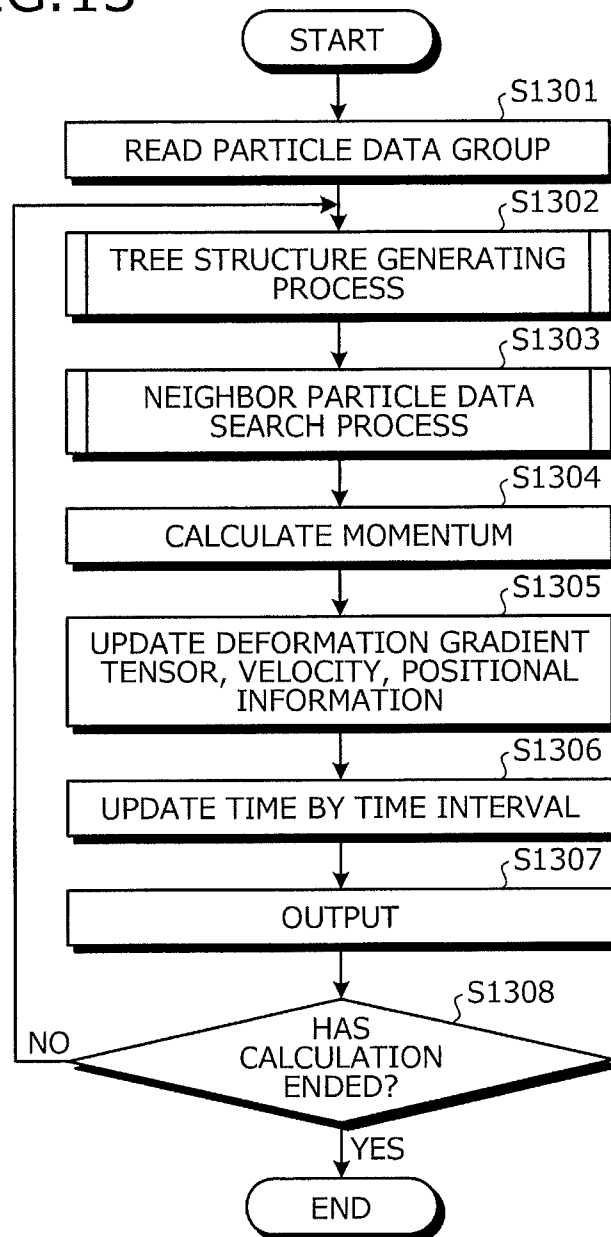 G.13
START
S1301
READ PARTICLE DATA GROUP
S1302
TREE STRUCTURE GENERATING
PROCESS
S1303
NEIGHBOR PARTICLE DATA
SEARCH PROCESS
S1304
CALCULATE MOMENTUM
S1305
UPDATE DEFORMATION GRADIENT
TENSOR, VELOCITY, POSITIONAL
INFORMATION
S1306
UPDATE TIME BY TIME INTERVAL
S1307
OUTPUT
S1308
HAS
CALCULATION
ENDED?
NO
YES
END